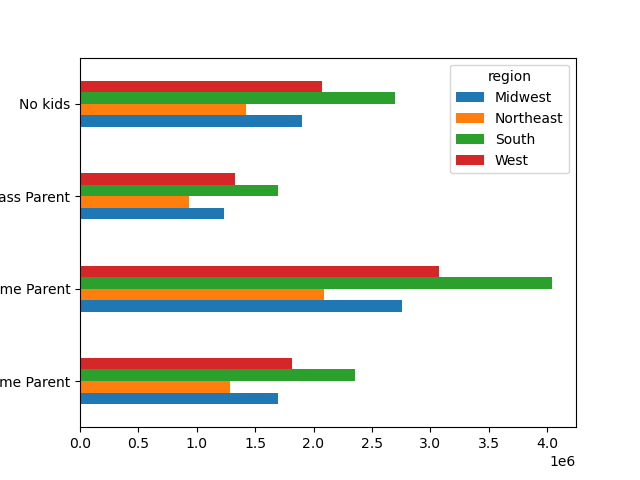 region
Midwest
Northeast
South
West
No kids
ass Parent
me Parent
me Parent
0.0 0.5 1.0 1.5 2.0 2.5 3.0 3.5 4.0
1e6